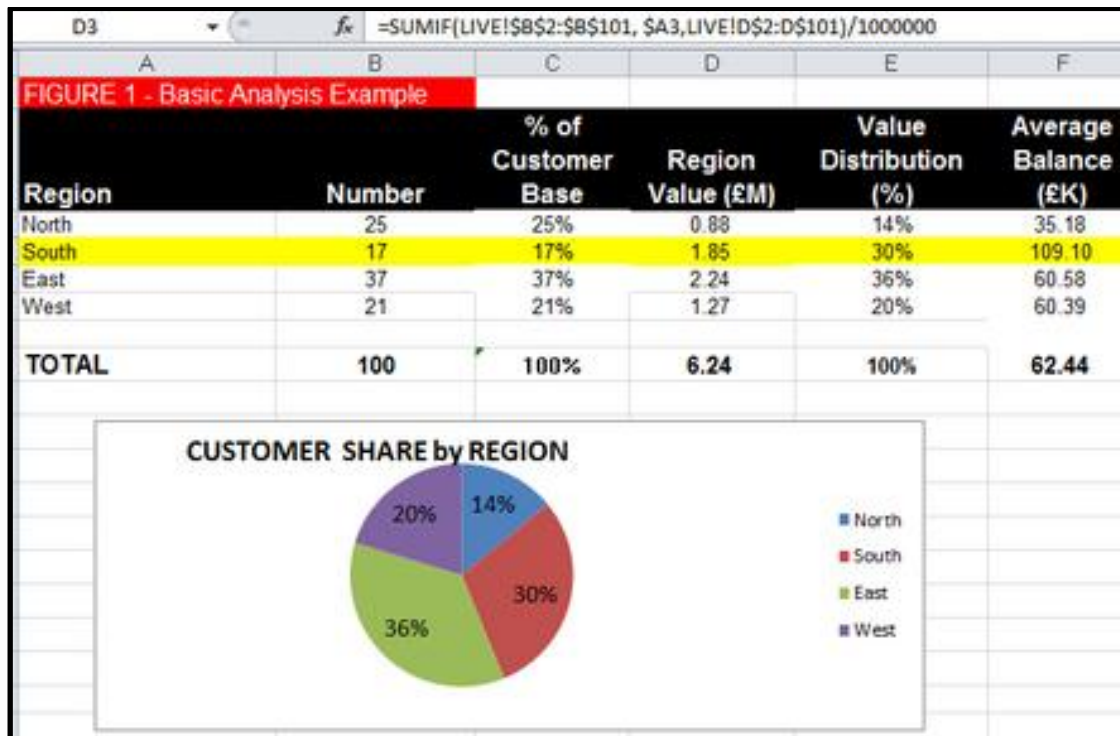 D3 fx =SUMIF(LIVE!$B$2:$B$101, $A3,LIVE!D$2:D$101)/1000000
A B C D E F
FIGURE 1 - Basic Analysis Example
% of Value Average
Customer Region Distribution Balance
Region Number Base Value (£M) (%) (£K)
North 25 25% 0.88 14% 35.18
South 17 17% 1.85 30% 109.10
East 37 37% 2.24 36% 60.58
West 21 21% 1.27 20% 60.39
TOTAL 100 100% 6.24 100% 62.44
CUSTOMER SHARE by REGION
20% 14%
North
South
30%
East
36%
West